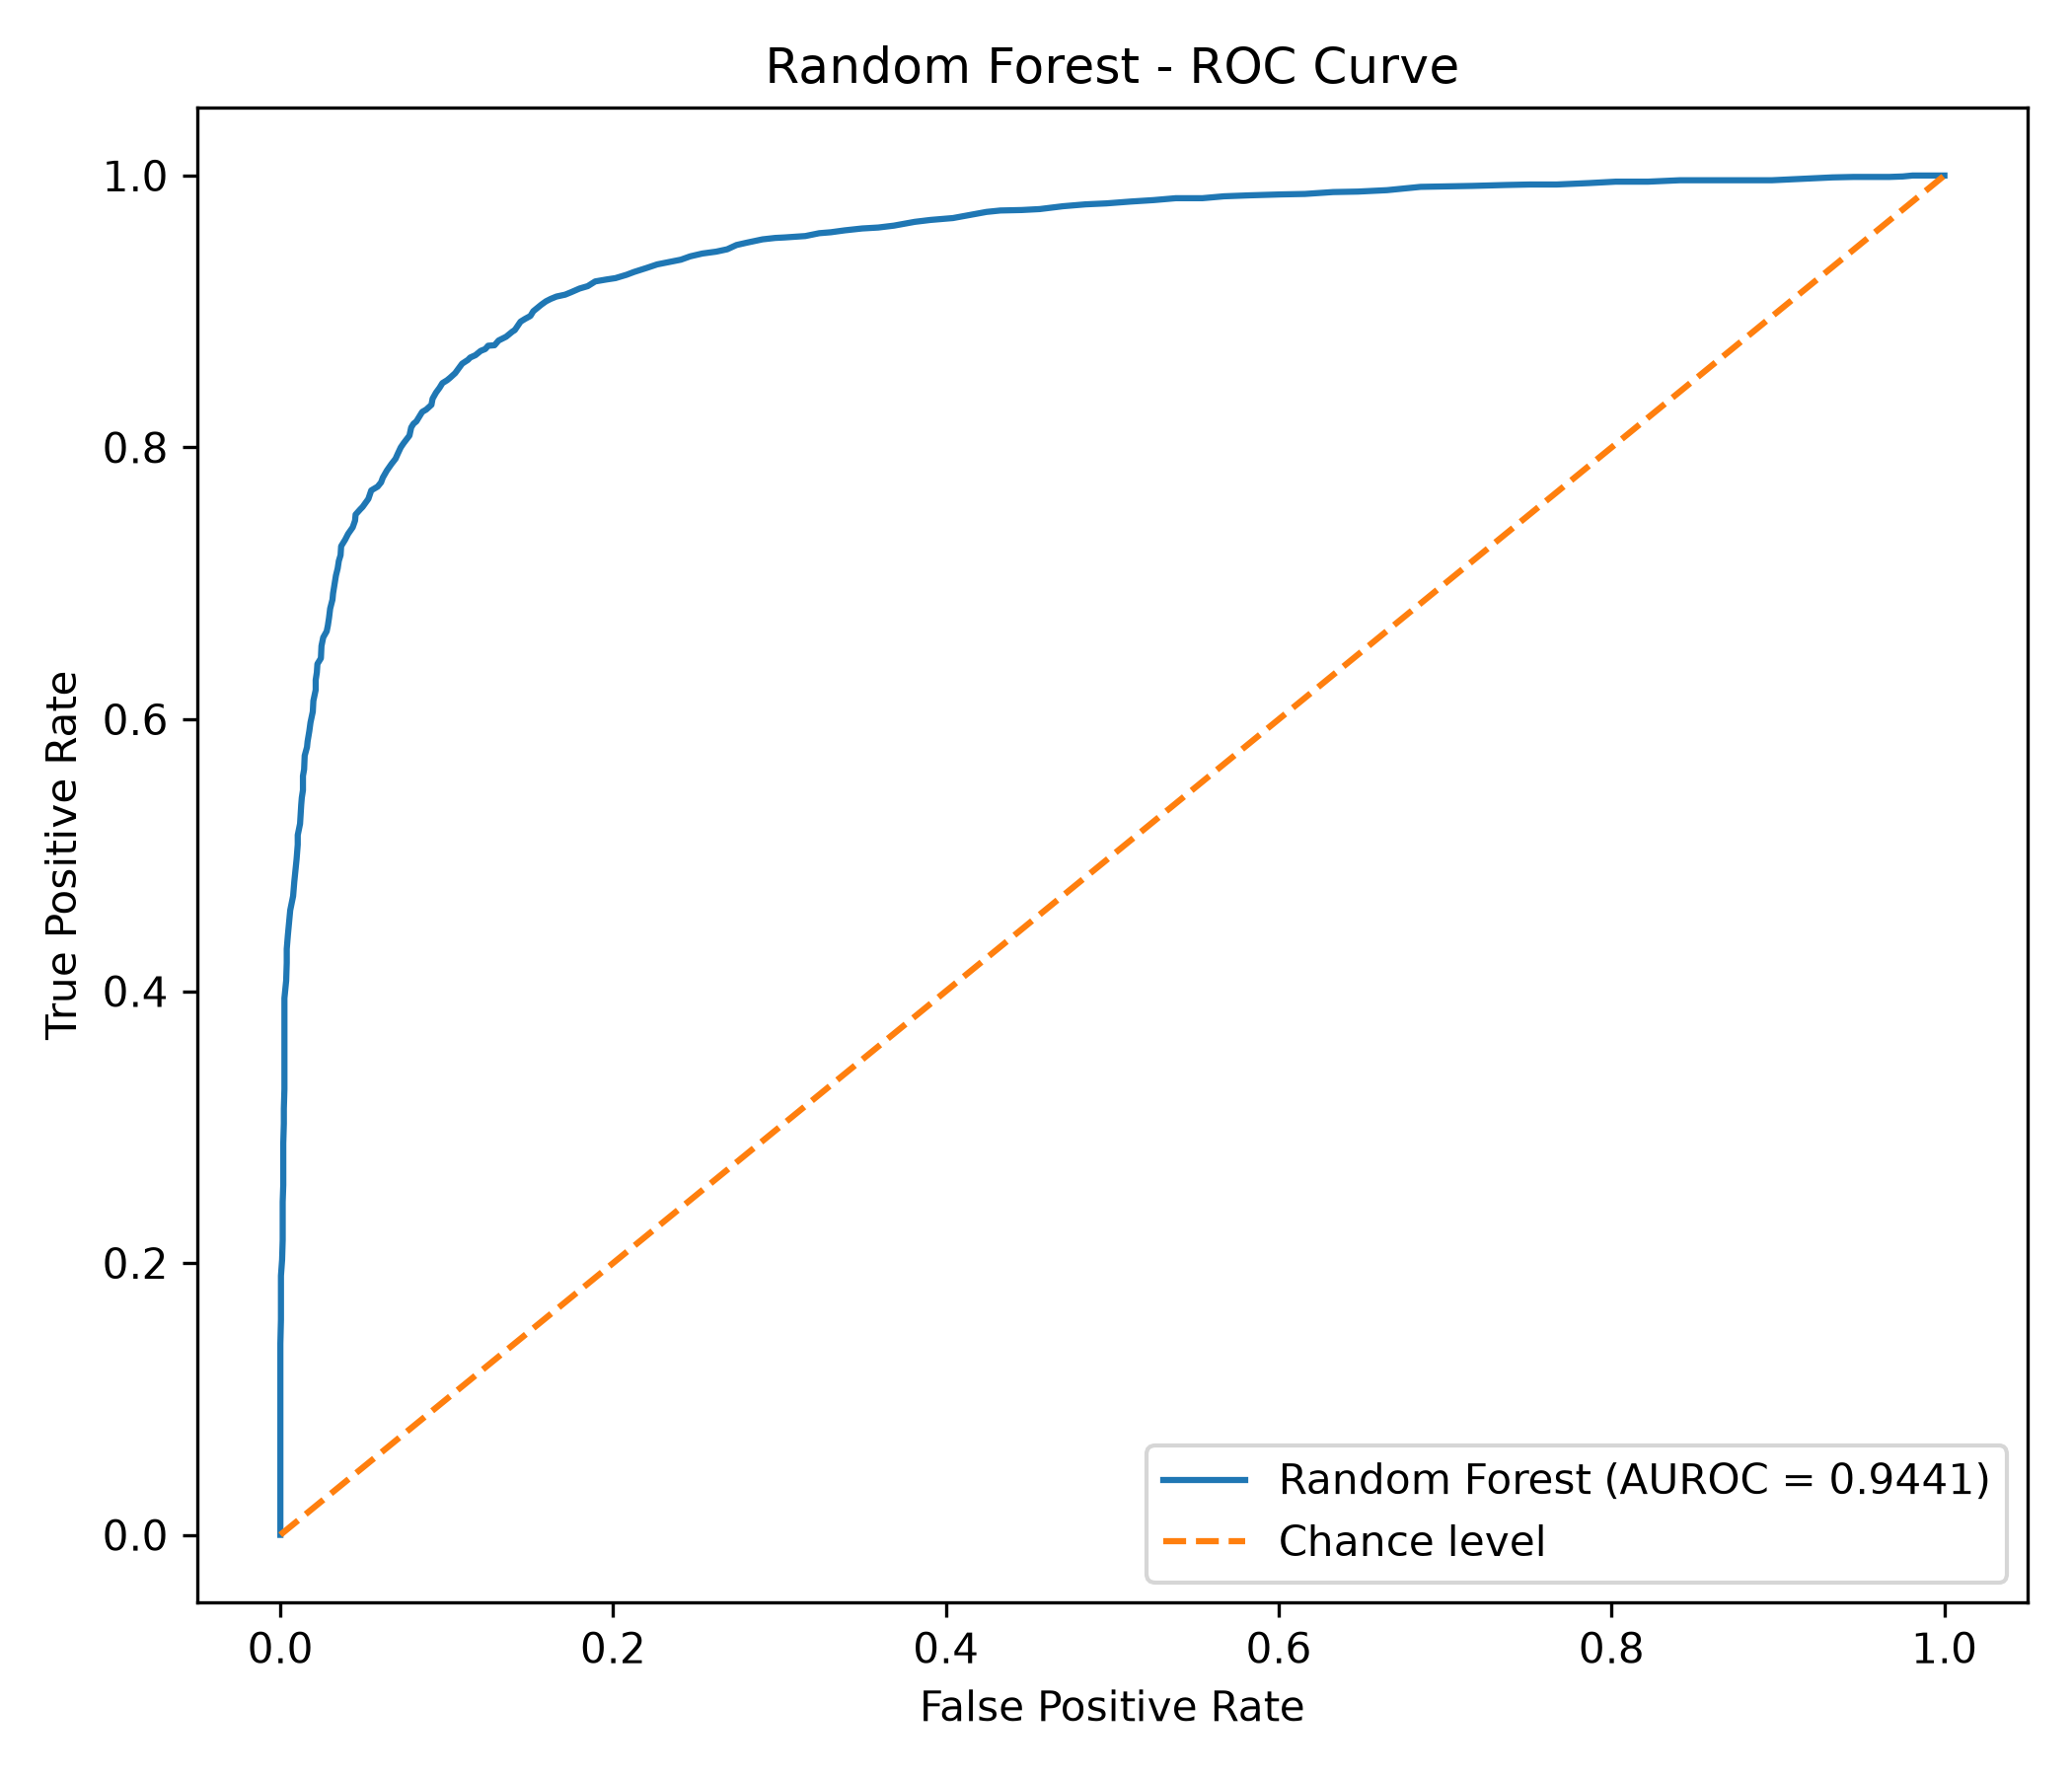 Random Forest - ROC Curve
True Positive Rate
1.0
0.8
0.6
0.4
0.2
0.0
Random Forest (AUROC = 0.9441)
Chance level
0.0 0.2 0.4 0.6 0.8 1.0
False Positive Rate